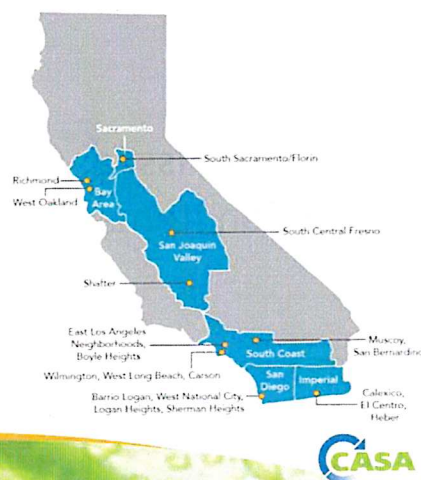 Sacramento
South Sacramento/Florin
Richmond
West Oakland
Bay
Area
South Central Fresno
San Joaquin
Valley
Shafter
East Los Angeles
Neighborhoods,
Boyle Heights
Muscoy,
San Bernardino
South Coast
Wilmington, West Long Beach, Carson
San
Diego
Imperial
Barrio Logan, West National City,
Logan Heights, Sherman Heights
Calexico,
El Centro,
Heber
CASA